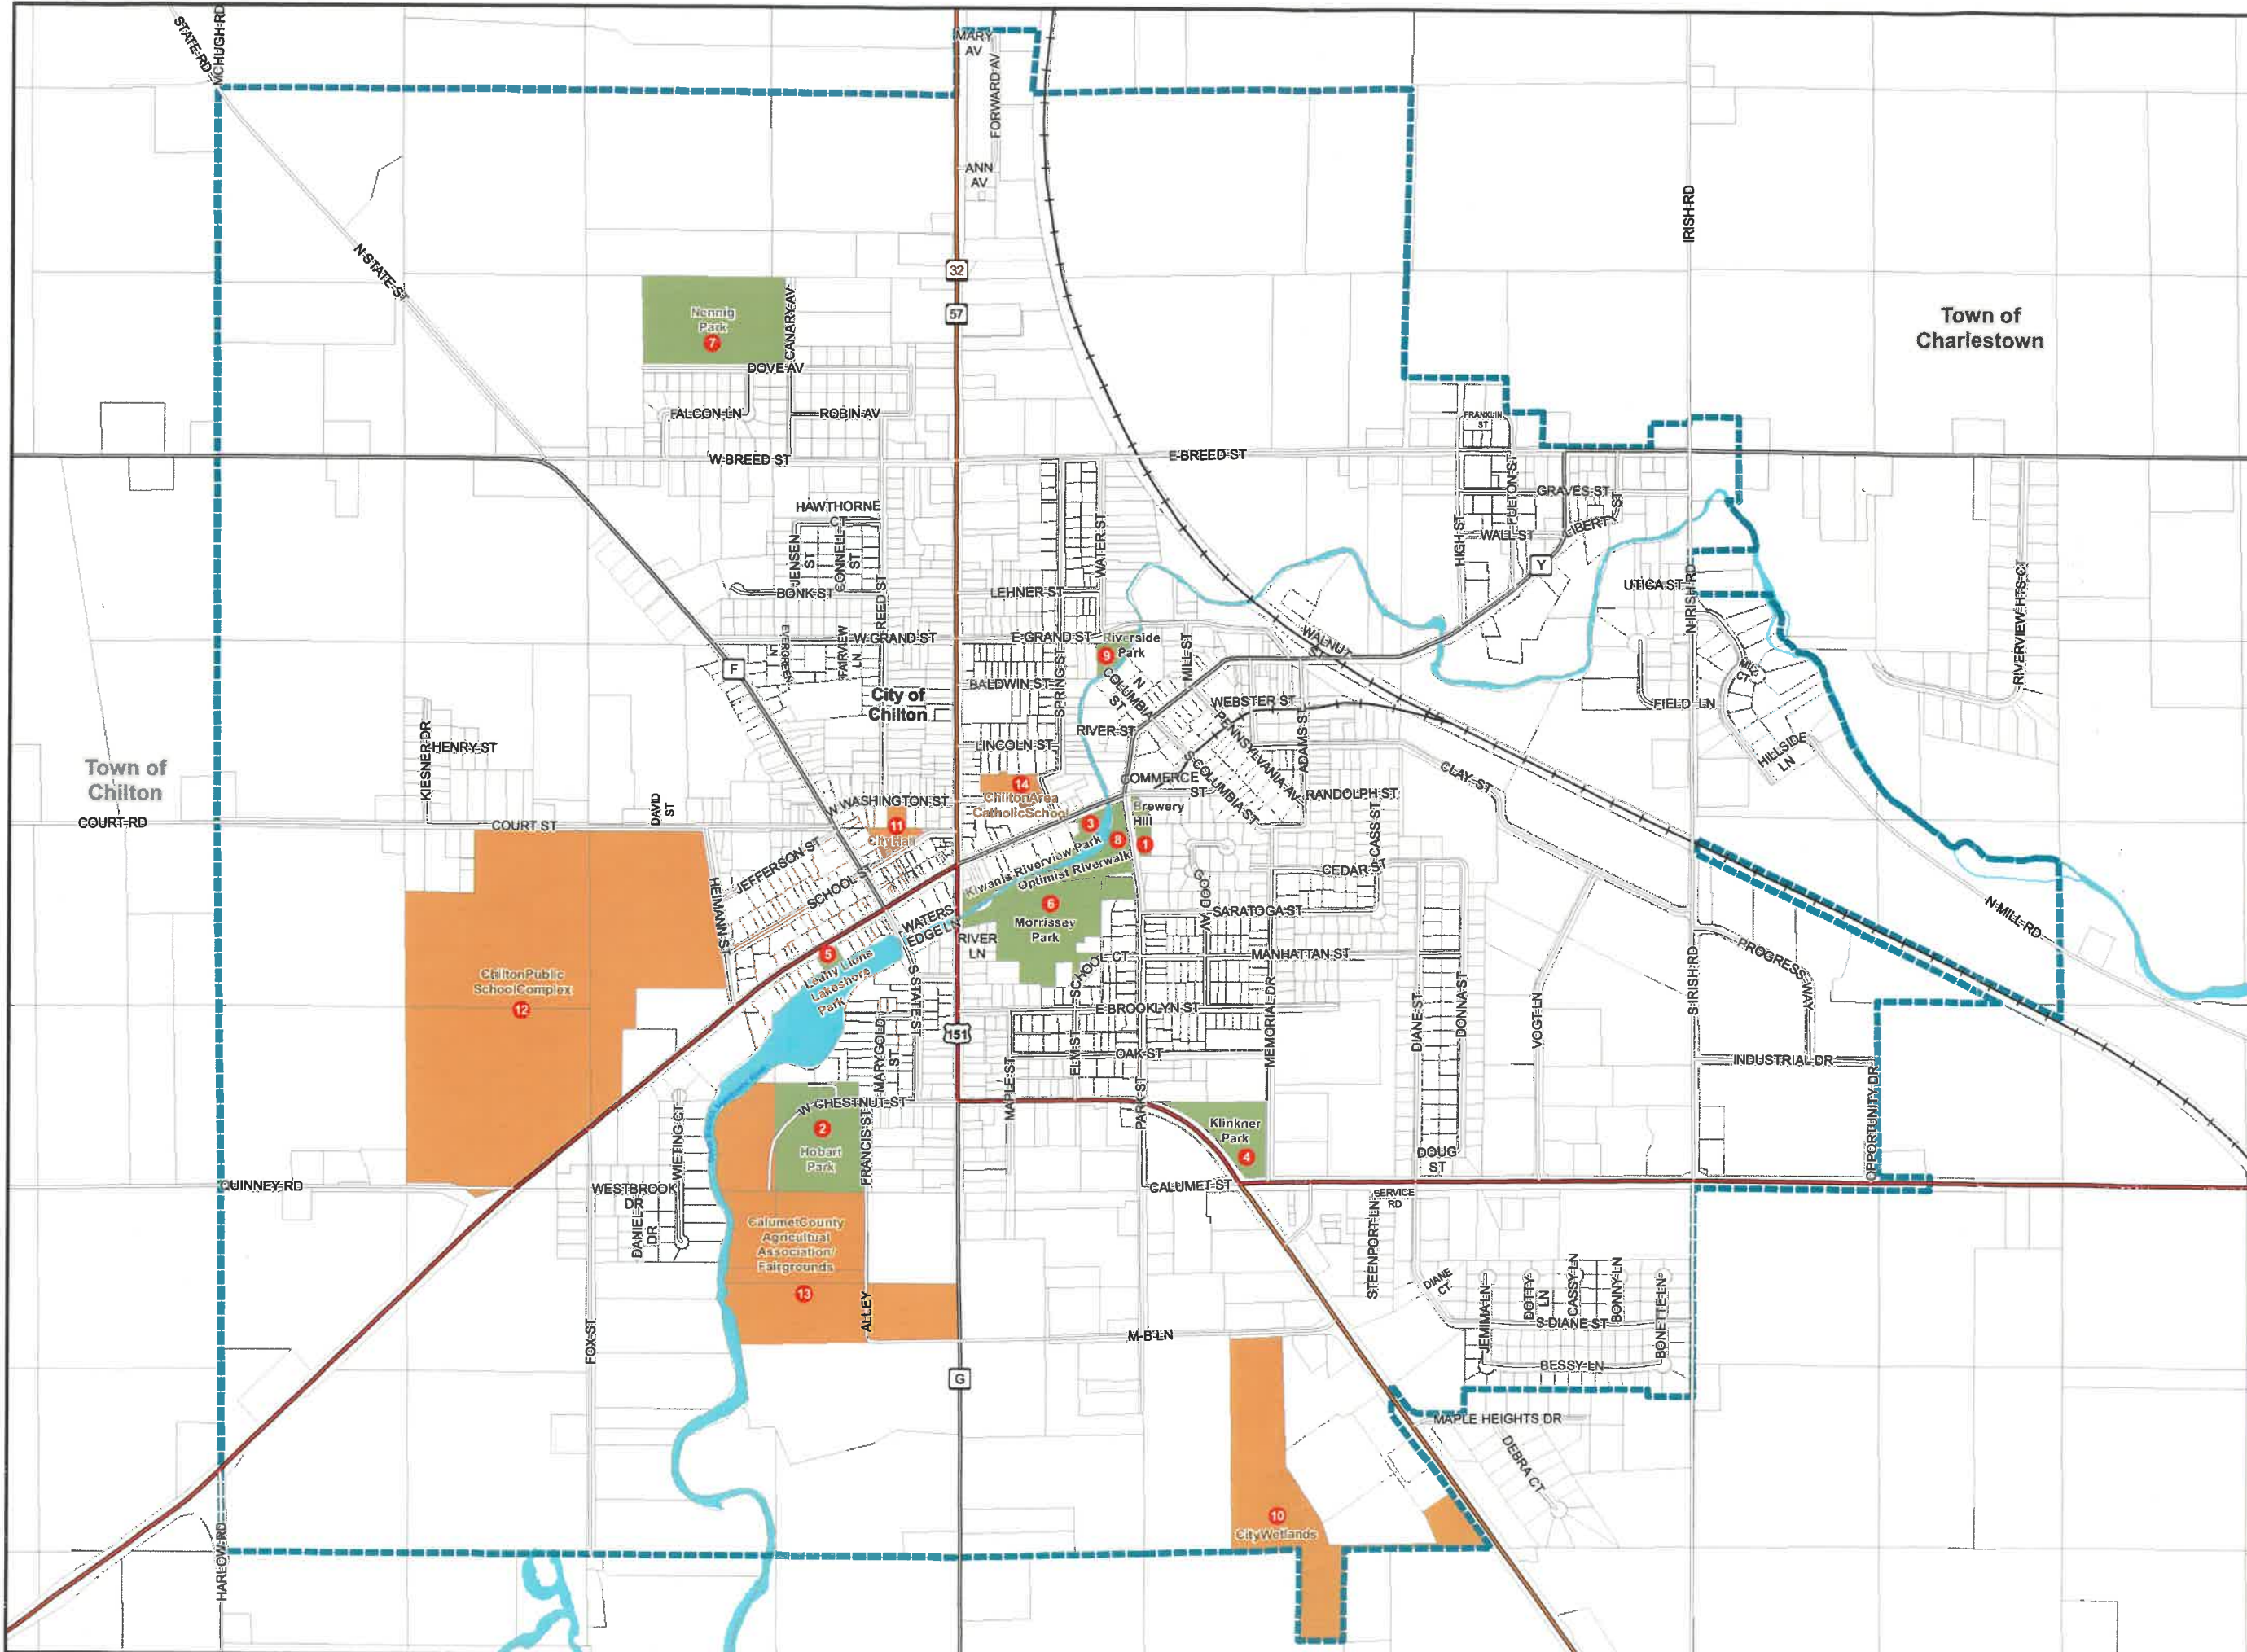 STATE RD
MCHUGH RD
MARY
AV
FORWARD AV
ANN
AV
IRISH RD
N STATE ST
32
57
Nennig
Park
7
CANARY AV
DOVE AV
Town of
Charlestown
FALCON LN
ROBIN AV
FRANKLIN
ST
W BREED ST
E BREED ST
HAWTHORNE
CT
JENSEN
ST
CONNELL
ST
REED ST
BONK ST
WATER ST
LEHNER ST
HIGH ST
FULTON ST
GRAVES ST
WALL ST
LIBERTY ST
Y
UTICA ST
N IRISH RD
RIVERVIEW HTS CT
W GRAND ST
E GRAND ST
EVERGREEN
LN
FAIRVIEW
LN
F
Riverside
Park
9
MILL ST
WALNUT
ST
City of
Chilton
BALDWIN ST
SPRING ST
N
COLUMBIA
ST
WEBSTER ST
MILL
CT
FIELD LN
HILLSIDE
LN
RIVER ST
PENNSYLVANIA AV
ADAMS ST
KIESNER DR
HENRY ST
LINCOLN ST
S COLUMBIA ST
CLAY ST
Town of
Chilton
COURT RD
COURT ST
DAVID
ST
W WASHINGTON ST
14
Chilton Area
Catholic School
COMMERCE
ST
RANDOLPH ST
11
City Hall
Brewery
Hill
3
8
1
CASS ST
JEFFERSON ST
SCHOOL ST
HEIMANN ST
Kiwanis Riverview Park
Optimist Riverwalk
CEDAR ST
GOOD AV
SARATOGA ST
6
Morrissey
Park
WATERS
EDGE LN
RIVER
LN
N MILL RD
5
Leahy Lions
Lakeshore
Park
SCHOOL CT
MANHATTAN ST
PROGRESS WAY
Chilton Public
School Complex
12
S STATE ST
MARYGOLD
ST
151
E BROOKLYN ST
ELM ST
OAK ST
MAPLE ST
MEMORIAL DR
DIANE ST
DONNA ST
VOGT LN
S IRISH RD
INDUSTRIAL DR
OPPORTUNITY DR
W CHESTNUT ST
2
Hobart
Park
FRANCIS ST
PARK ST
Klinkner
Park
4
DOUG
ST
WIETING CT
QUINNEY RD
WESTBROOK
DR
DANIEL
DR
CALUMET ST
SERVICE
RD
STEENPORT LN
Calumet County
Agricultual
Association/
Fairgrounds
13
ALLEY
FOX ST
M-B LN
DIANE
CT
JEMIMA LN
DOTTY
LN
CASSY LN
BONNY LN
BONETTE LN
S DIANE ST
BESSY LN
G
MAPLE HEIGHTS DR
DEBRA CT
10
City Wetlands
HARLOW RD